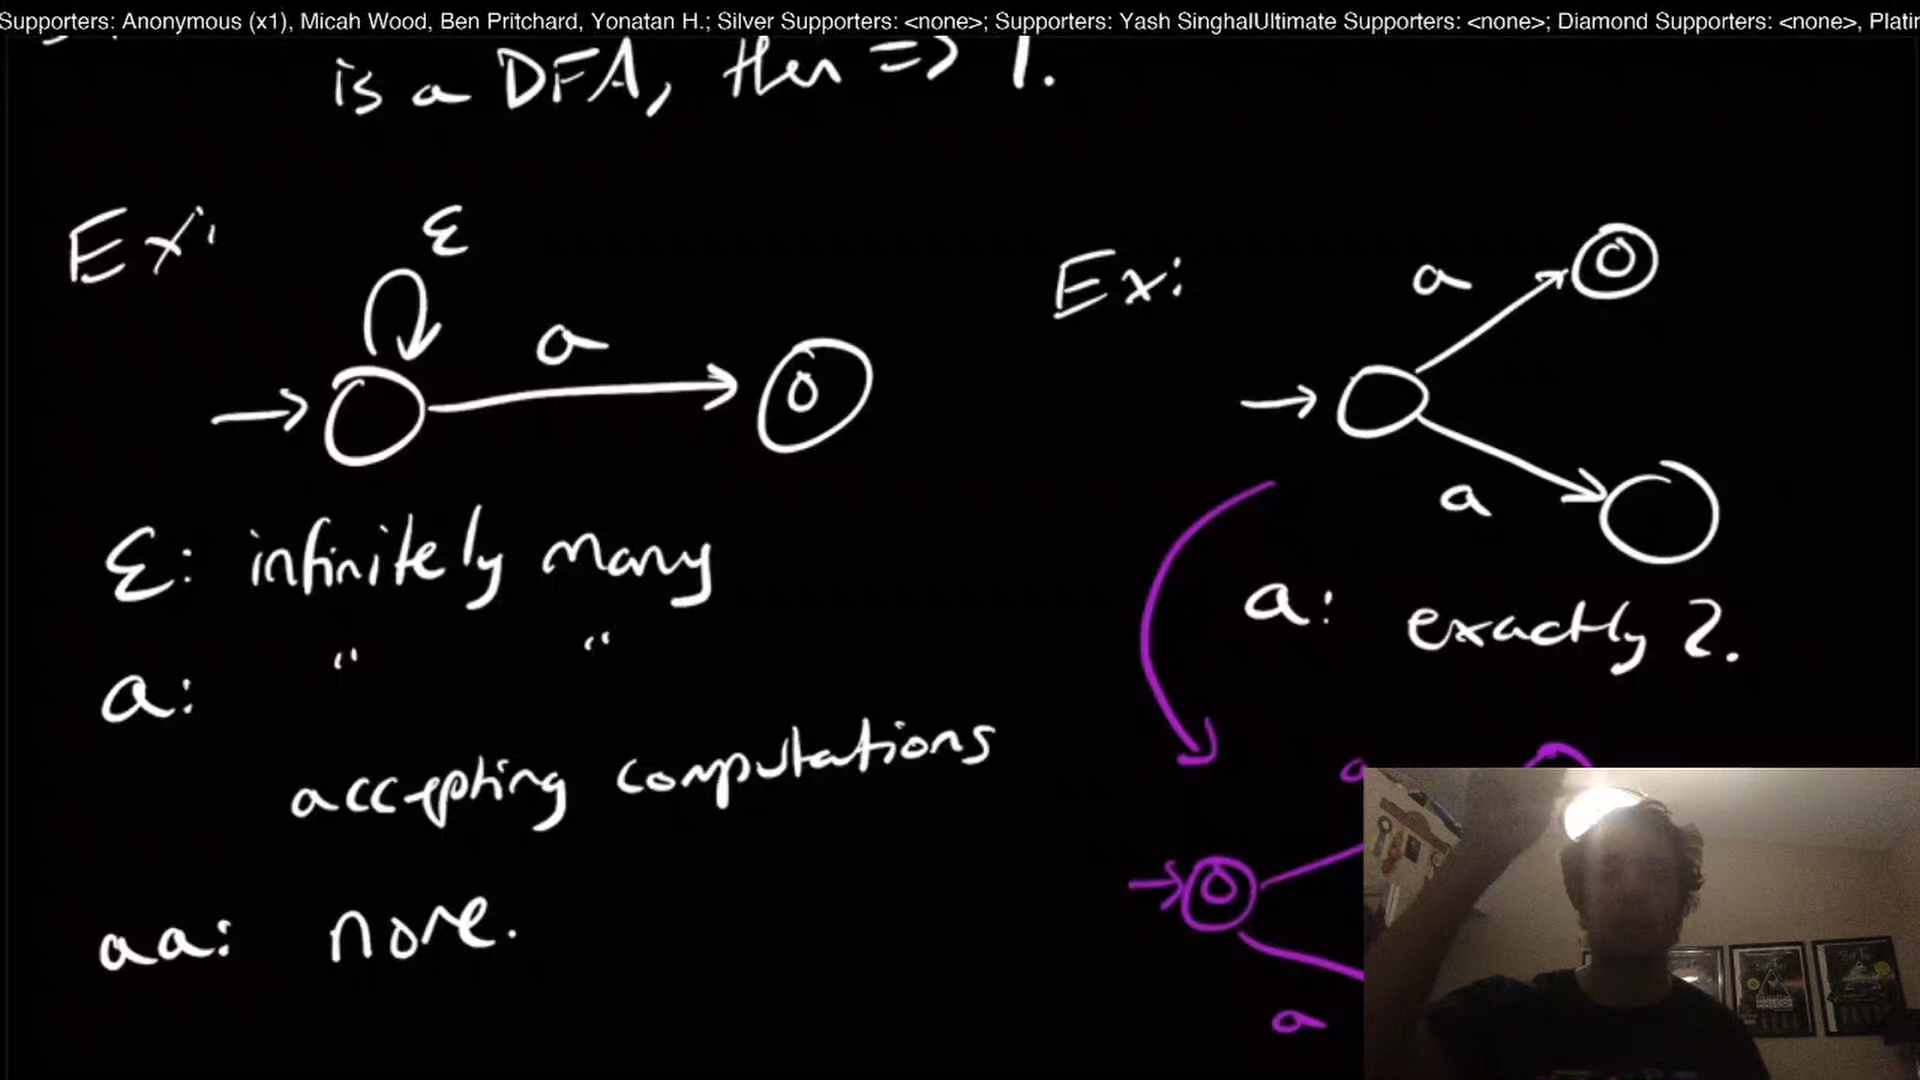 Supporters: Anonymous (x1), Micah Wood, Ben Pritchard, Yonatan H.; Silver Supporters: <none>; Supporters: Yash SinghalUltimate Supporters: <none>; Diamond Supporters: <none>, Platin
is a DFA, then => 1.
Ex:
ε
a
ε: infinitely many
a: " "
accepting computations
aa: none.
Ex:
a
a
a: exactly 2.
a
a